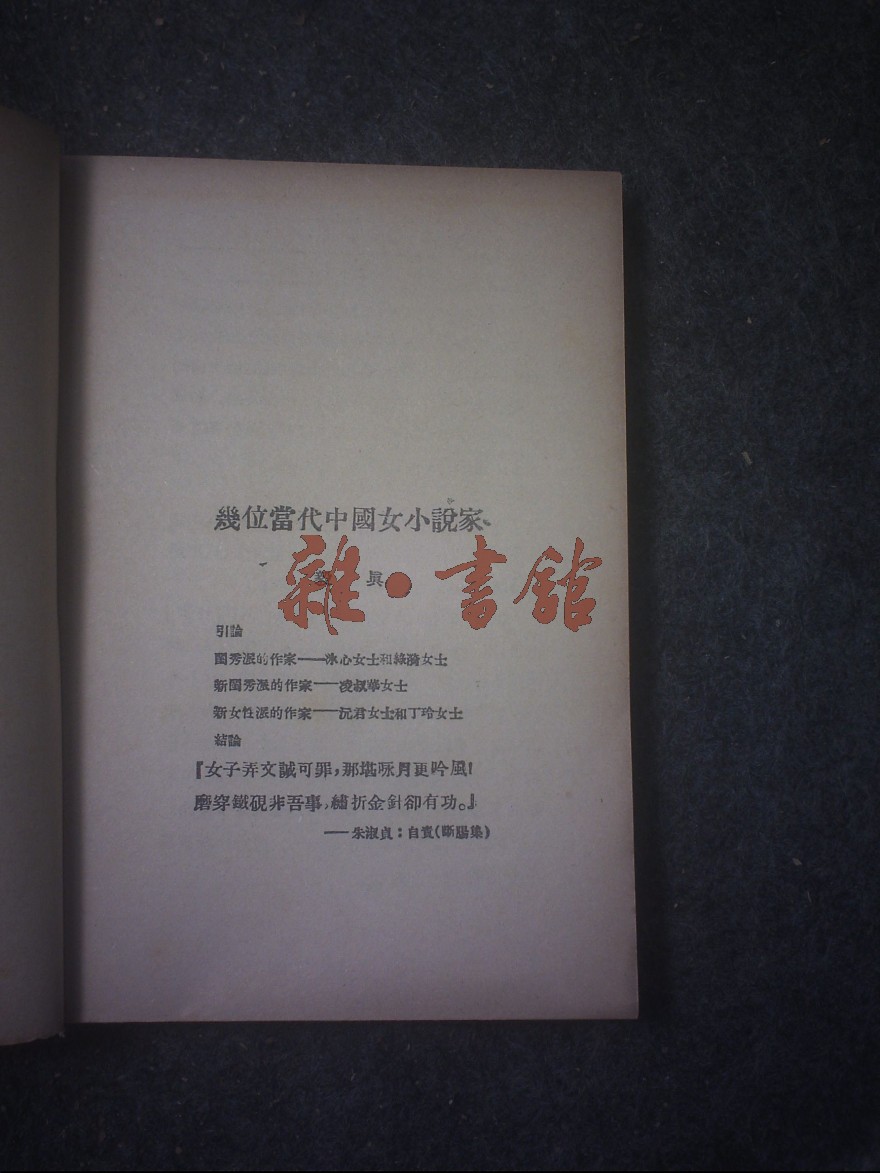 幾位當代中國女小說家
眞
雜·書館
引論
閨秀派的作家——冰心女士和綠漪女士
新閨秀派的作家——凌叔華女士
新女性派的作家——沅君女士和丁玲女士
結論
『女子弄文誠可罪,那堪咏月更吟風!
磨穿鐵硯非吾事,繡折金針卻有功。』
——朱淑貞:自責(斷腸集)